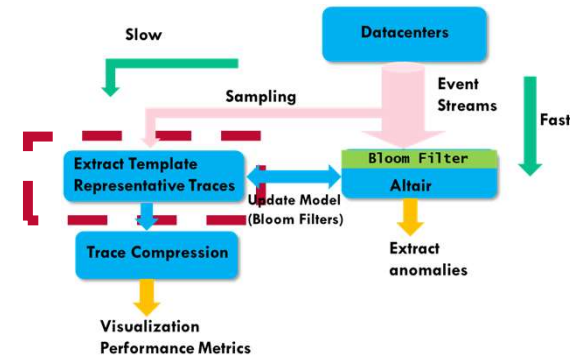 Slow
Datacenters
Sampling
Event
Streams
Fast
Extract Template
Representative Traces
Bloom Filter
Altair
Update Model
(Bloom Filters)
Trace Compression
Extract
anomalies
Visualization
Performance Metrics